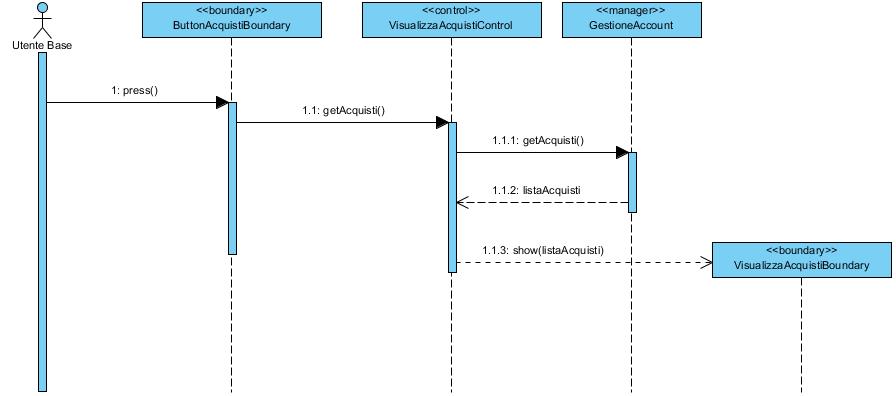 <<boundary>>
ButtonAcquistiBoundary
<<control>>
VisualizzaAcquistiControl
<<manager>>
GestioneAccount
Utente Base
1: press()
1.1: getAcquisti()
1.1.1: getAcquisti()
1.1.2: listaAcquisti
1.1.3: show(listaAcquisti)
<<boundary>>
VisualizzaAcquistiBoundary